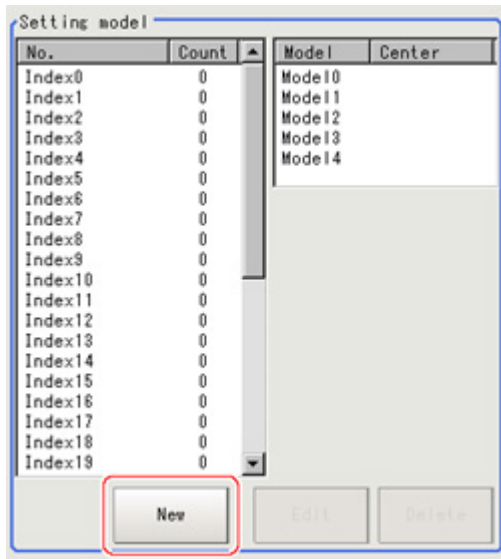 Setting model
No. Count
Index0 0
Index1 0
Index2 0
Index3 0
Index4 0
Index5 0
Index6 0
Index7 0
Index8 0
Index9 0
Index10 0
Index11 0
Index12 0
Index13 0
Index14 0
Index15 0
Index16 0
Index17 0
Index18 0
Index19 0
Model Center
Model0
Model1
Model2
Model3
Model4
New Edit Delete